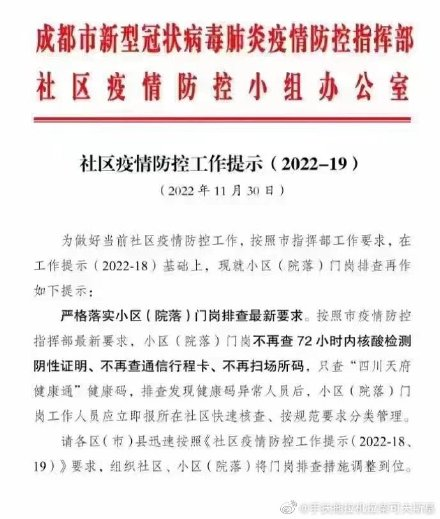 成都市新型冠状病毒肺炎疫情防控指挥部
社区疫情防控小组办公室
社区疫情防控工作提示（2022-19）
（2022年11月30日）
为做好当前社区疫情防控工作，按照市指挥部工作要求，在
工作提示（2022-18）基础上，现就小区（院落）门岗排查再作
如下提示：
严格落实小区（院落）门岗排查最新要求。按照市疫情防控
指挥部最新要求，小区（院落）门岗不再查72小时内核酸检测
阴性证明、不再查通信行程卡、不再扫场所码，只查“四川天府
健康通”健康码，排查发现健康码异常人员后，小区（院落）门
岗工作人员应立即报所在社区快速核查、按规范要求分类管理。
请各区（市）县迅速按照《社区疫情防控工作提示（2022-18、
19）》要求，组织社区、小区（院落）将门岗排查措施调整到位。